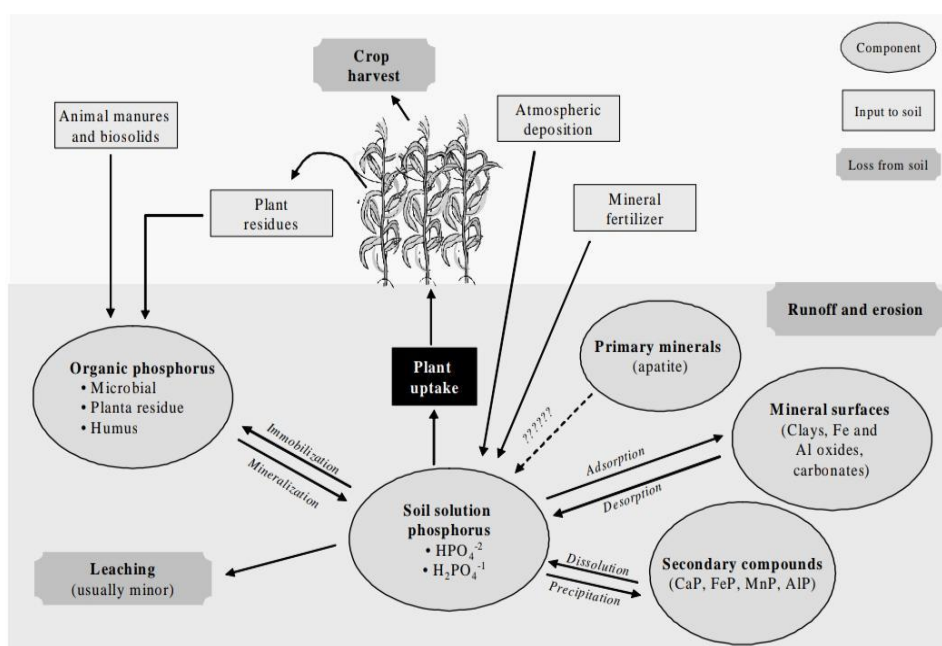 Crop
harvest
Component
Animal manures
and biosolids
Atmospheric
deposition
Input to soil
Loss from soil
Plant
residues
Mineral
fertilizer
Runoff and erosion
Primary minerals
(apatite)
Organic phosphorus
• Microbial
• Planta residue
• Humus
Plant
uptake
Mineral surfaces
(Clays, Fe and
Al oxides,
carbonates)
??????
Immobilization
Mineralization
Adsorption
Desorption
Soil solution
phosphorus
• HPO₄⁻²
• H₂PO₄⁻¹
Leaching
(usually minor)
Dissolution
Precipitation
Secondary compounds
(CaP, FeP, MnP, AlP)